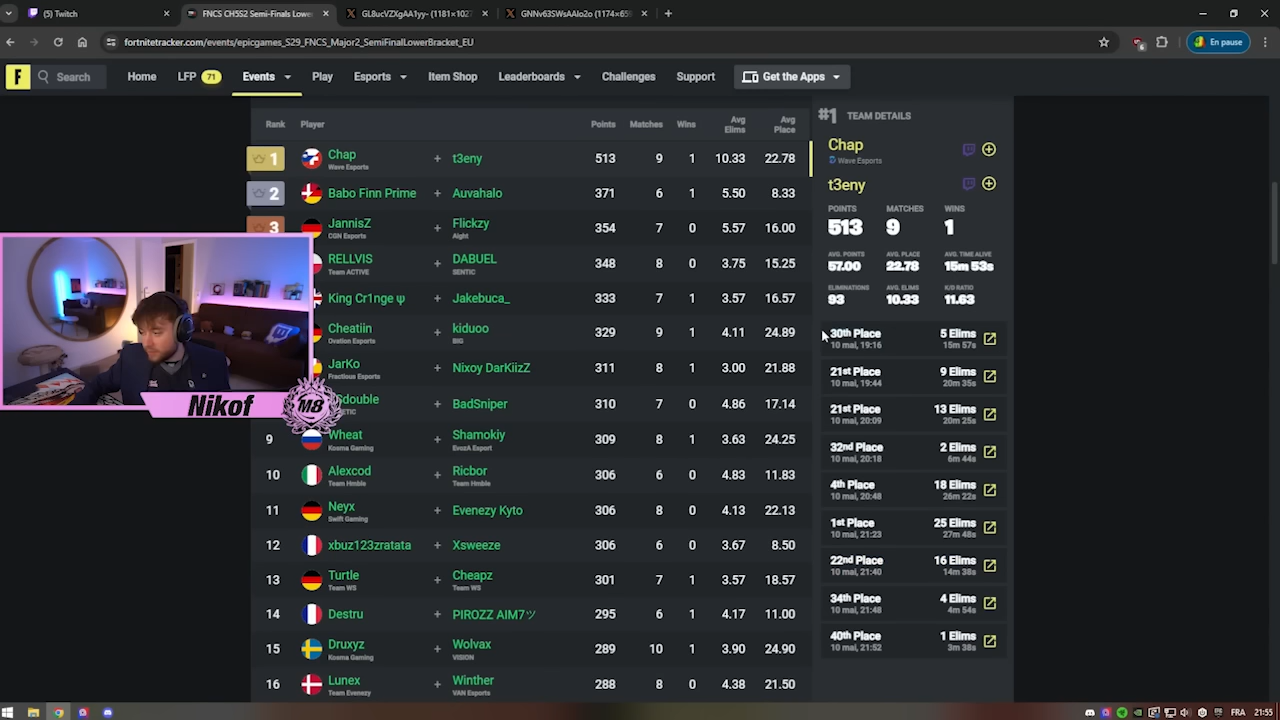 (5) Twitch
FNCS CH5S2 Semi-Finals Lower
GL8ucVZXgAA1yy- (1181×102
GNNv63SWsAAlo2o (1174×65
fortnitetracker.com/events/epicgames_S29_FNCS_Major2_SemiFinalLowerBracket_EU
En pause
F Search Home LFP 71 Events Play Esports Item Shop Leaderboards Challenges Support Get the Apps
Rank Player Points Matches Wins Avg Elims Avg Place
1 Chap + t3eny 513 9 1 10.33 22.78
Wave Esports
2 Babo Finn Prime + Auvahalo 371 6 1 5.50 8.33
3 JannisZ + Flickzy 354 7 0 5.57 16.00
CGN Esports Aight
RELLVIS + DABUEL 348 8 0 3.75 15.25
Team ACTIVE SENTIC
King Cr1nge ψ + Jakebuca_ 333 7 1 3.57 16.57
Cheatiin + kiduoo 329 9 1 4.11 24.89
Ovation Esports BIG
JarKo + Nixoy DarKiizZ 311 8 1 3.00 21.88
Fractious Esports
double + BadSniper 310 7 0 4.86 17.14
9 Wheat + Shamokiy 309 8 1 3.63 24.25
Kosma Gaming EvozA Esport
10 Alexcod + Ricbor 306 6 0 4.83 11.83
Team Hmble Team Hmble
11 Neyx + Evenezy Kyto 306 8 0 4.13 22.13
Swift Gaming
12 xbuz123zratata + Xsweeze 306 6 0 3.67 8.50
13 Turtle + Cheapz 301 7 1 3.57 18.57
Team WS Team WS
14 Destru + PIROZZ AIM7ツ 295 6 1 4.17 11.00
15 Druxyz + Wolvax 289 10 1 3.90 24.90
Kosma Gaming VISION
16 Lunex + Winther 288 8 0 4.38 21.50
Team Evenezy VAN Esports
#1 TEAM DETAILS
Chap
Wave Esports
t3eny
POINTS MATCHES WINS
513 9 1
AVG. POINTS AVG. PLACE AVG. TIME ALIVE
57.00 22.78 15m 53s
ELIMINATIONS AVG. ELIMS K/D RATIO
93 10.33 11.63
30th Place 5 Elims
10 mai, 19:16 15m 57s
21st Place 9 Elims
10 mai, 19:44 20m 35s
21st Place 13 Elims
10 mai, 20:09 20m 25s
32nd Place 2 Elims
10 mai, 20:18 6m 44s
4th Place 18 Elims
10 mai, 20:48 26m 22s
1st Place 25 Elims
10 mai, 21:23 27m 48s
22nd Place 16 Elims
10 mai, 21:40 14m 38s
34th Place 4 Elims
10 mai, 21:48 4m 54s
40th Place 1 Elims
10 mai, 21:52 3m 38s
Nikof
M8
FRA 21:55